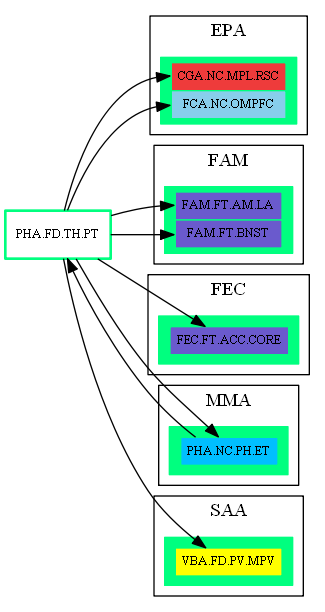 EPA
CGA.NC.MPL.RSC
FCA.NC.OMPFC
FAM
FAM.FT.AM.LA
FAM.FT.BNST
PHA.FD.TH.PT
FEC
FEC.FT.ACC.CORE
MMA
PHA.NC.PH.ET
SAA
VBA.FD.PV.MPV